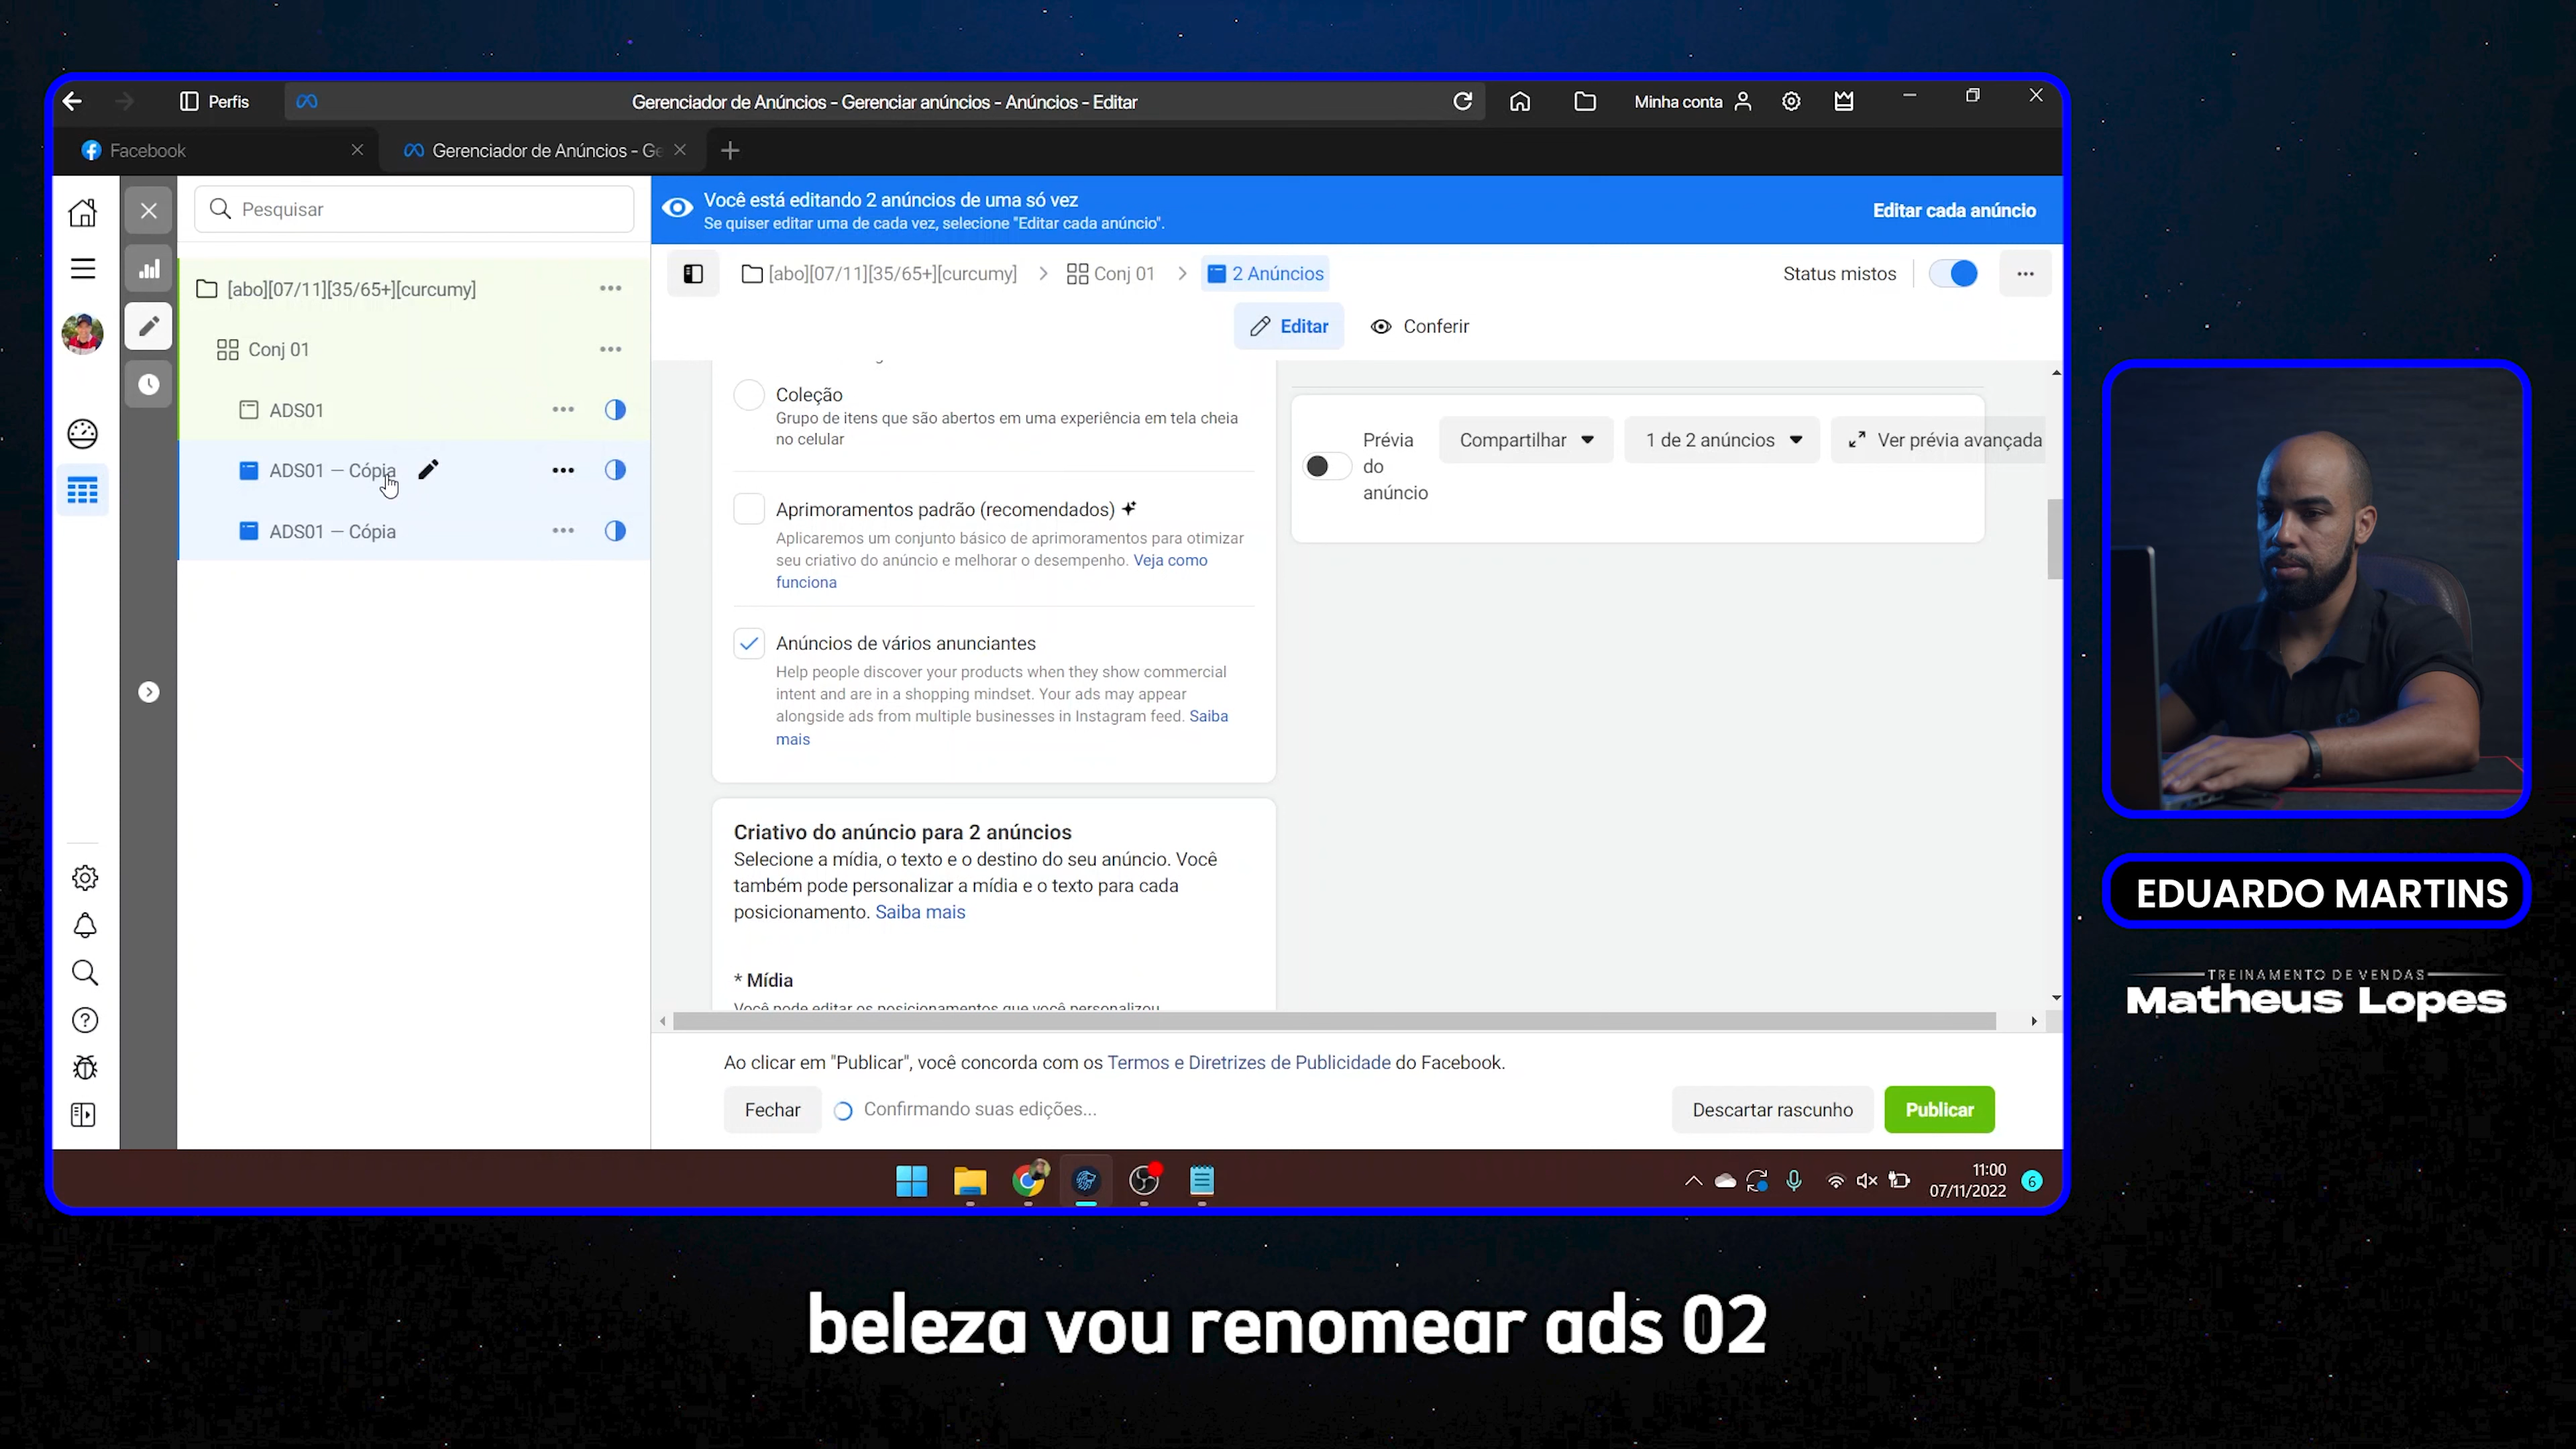 Perfis
Gerenciador de Anúncios - Gerenciar anúncios - Anúncios - Editar
Minha conta
Facebook
Gerenciador de Anúncios - Ge
Pesquisar
[abo][07/11][35/65+][curcumy]
Conj 01
ADS01
ADS01 — Cópia
ADS01 — Cópia
Você está editando 2 anúncios de uma só vez
Se quiser editar uma de cada vez, selecione "Editar cada anúncio".
Editar cada anúncio
[abo][07/11][35/65+][curcumy]
Conj 01
2 Anúncios
Status mistos
Editar
Conferir
Coleção
Grupo de itens que são abertos em uma experiência em tela cheia
no celular
Aprimoramentos padrão (recomendados)
Aplicaremos um conjunto básico de aprimoramentos para otimizar
seu criativo do anúncio e melhorar o desempenho. Veja como
funciona
Anúncios de vários anunciantes
Help people discover your products when they show commercial
intent and are in a shopping mindset. Your ads may appear
alongside ads from multiple businesses in Instagram feed. Saiba
mais
Criativo do anúncio para 2 anúncios
Selecione a mídia, o texto e o destino do seu anúncio. Você
também pode personalizar a mídia e o texto para cada
posicionamento. Saiba mais
* Mídia
Você pode editar os posicionamentos que você personalizou
Prévia
do
anúncio
Compartilhar
1 de 2 anúncios
Ver prévia avançada
Ao clicar em "Publicar", você concorda com os Termos e Diretrizes de Publicidade do Facebook.
Fechar
Confirmando suas edições...
Descartar rascunho
Publicar
11:00
07/11/2022
6
EDUARDO MARTINS
TREINAMENTO DE VENDAS
Matheus Lopes
beleza vou renomear ads 02